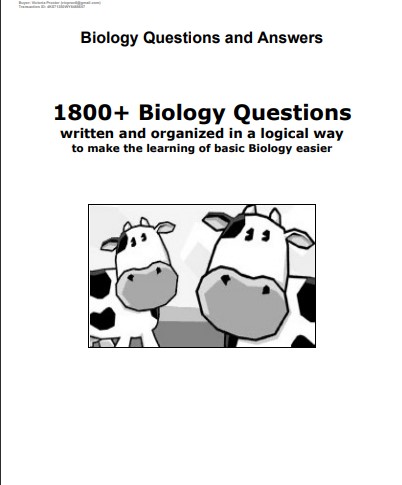 Biology Questions and Answers
1800+ Biology Questions
written and organized in a logical way
to make the learning of basic Biology easier